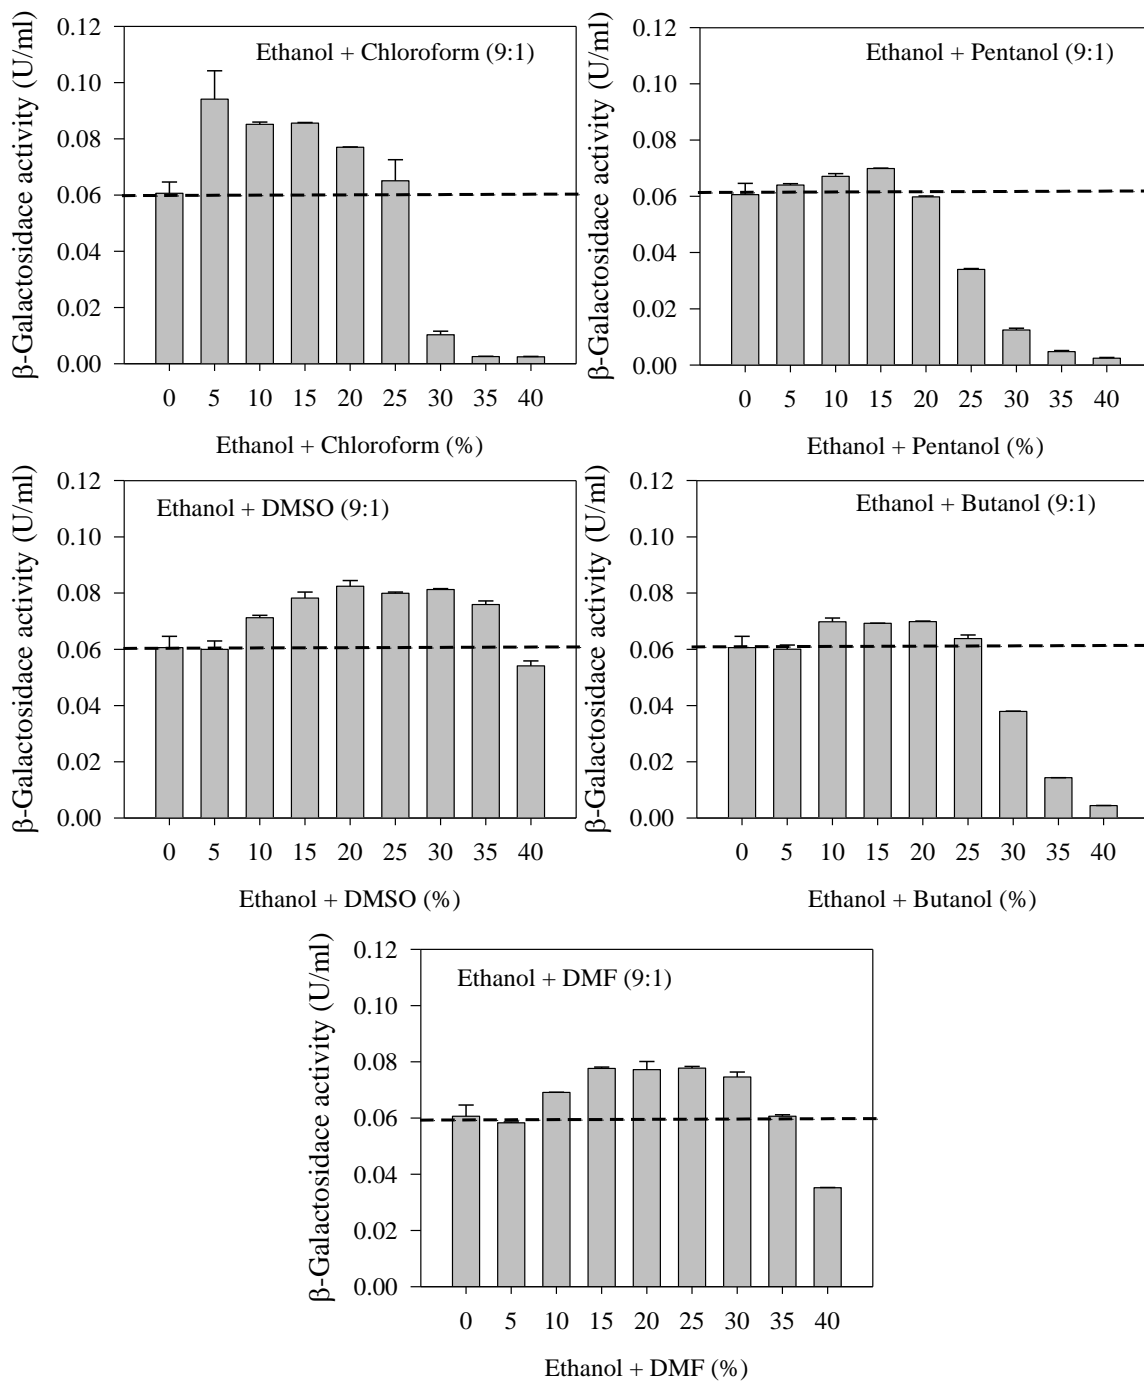 β-Galactosidace activity (U/ml)
Ethanol + Chloroform (9:1)
0.12
0.10
0.08
0.06
0.04
0.02
0.00
0 5 10 15 20 25 30 35 40
Ethanol + Chloroform (%)
β-Galactosidace activity (U/ml)
Ethanol + Pentanol (9:1)
0.12
0.10
0.08
0.06
0.04
0.02
0.00
0 5 10 15 20 25 30 35 40
Ethanol + Pentanol (%)
β-Galactosidace activity (U/ml)
Ethanol + DMSO (9:1)
0.12
0.10
0.08
0.06
0.04
0.02
0.00
0 5 10 15 20 25 30 35 40
Ethanol + DMSO (%)
β-Galactosidace activity (U/ml)
Ethanol + Butanol (9:1)
0.12
0.10
0.08
0.06
0.04
0.02
0.00
0 5 10 15 20 25 30 35 40
Ethanol + Butanol (%)
β-Galactosidace activity (U/ml)
Ethanol + DMF (9:1)
0.12
0.10
0.08
0.06
0.04
0.02
0.00
0 5 10 15 20 25 30 35 40
Ethanol + DMF (%)